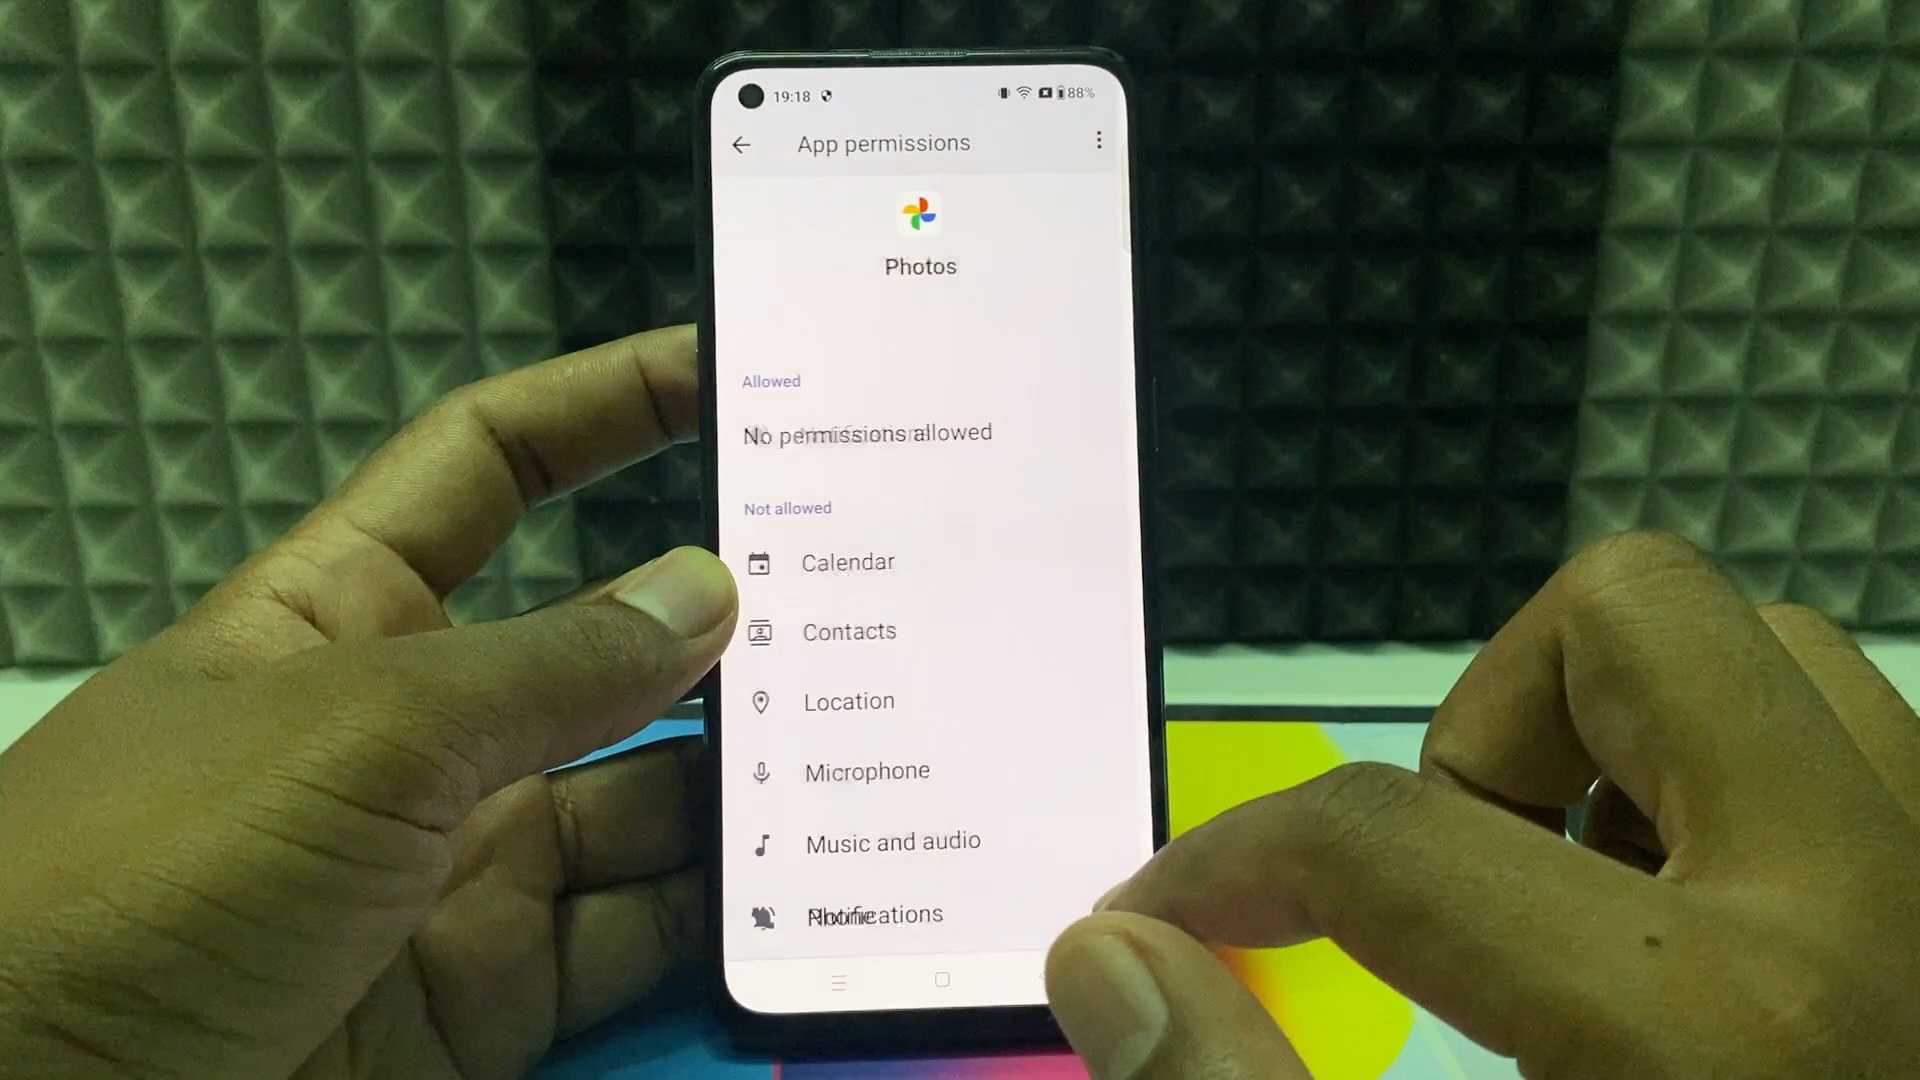 19:18 88%
App permissions
Photos
Allowed
No permissions allowed
Not allowed
Calendar
Contacts
Location
Microphone
Music and audio
Notifications